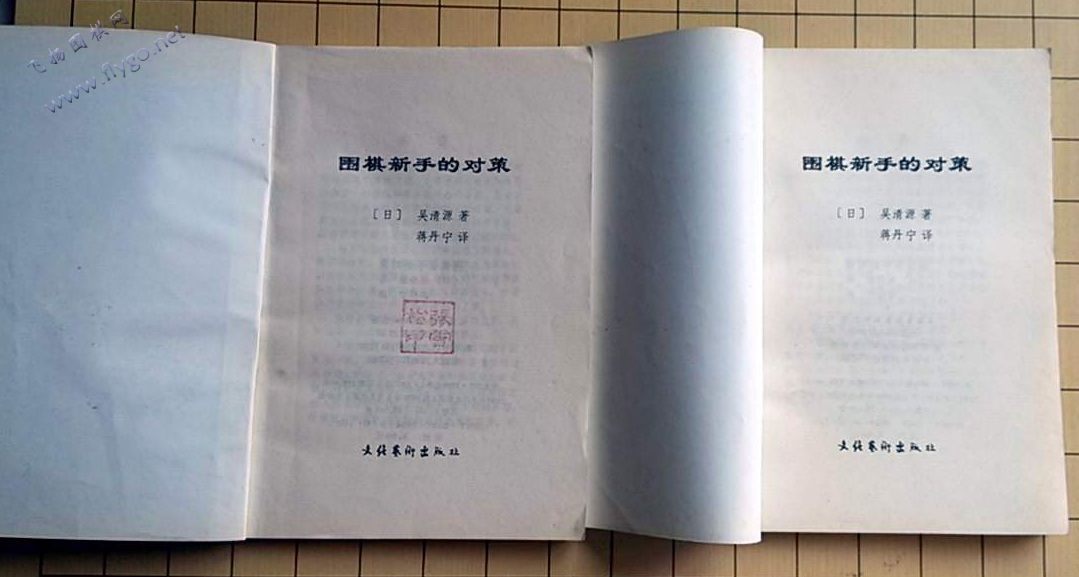 飞扬围棋网
www.flygo.net
围棋新手的对策
［日］ 吴清源 著
蒋丹宁 译
文化艺术出版社
围棋新手的对策
［日］ 吴清源 著
蒋丹宁 译
文化艺术出版社